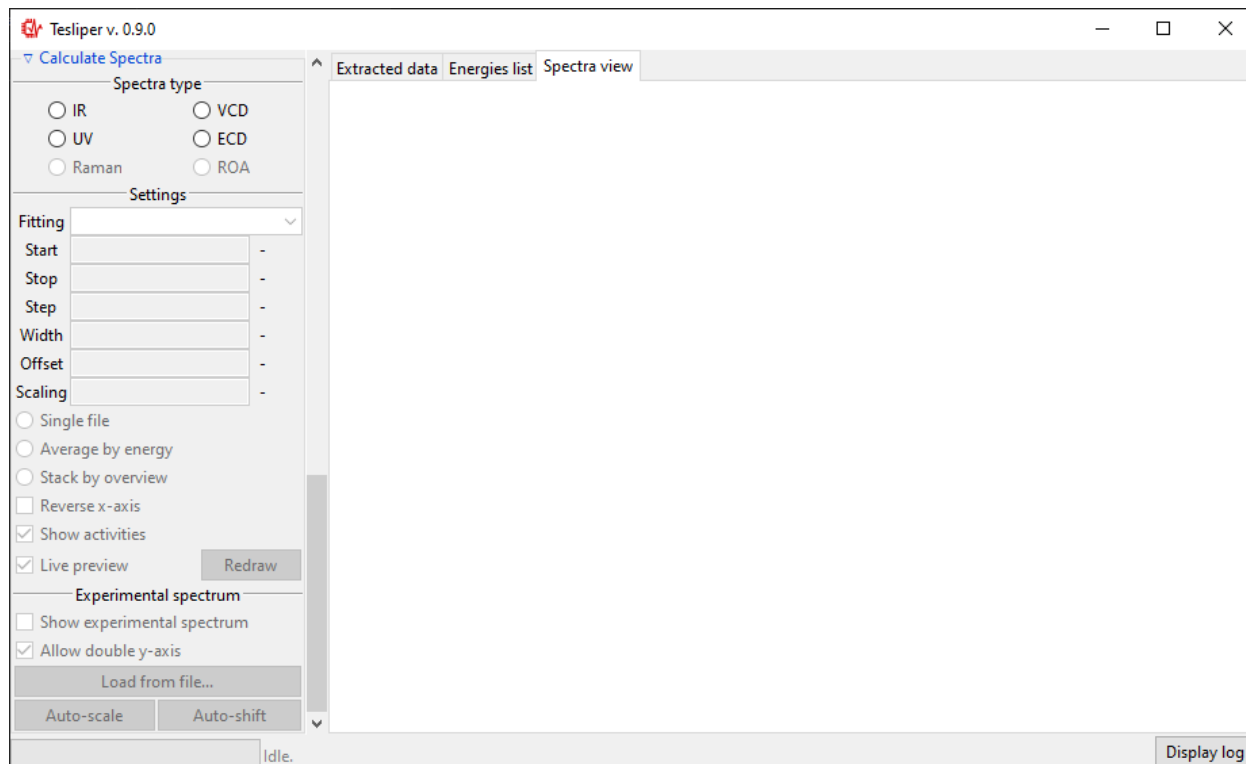 Tesliper v. 0.9.0
Calculate Spectra
Extracted data Energies list Spectra view
Spectra type
IR VCD
UV ECD
Raman ROA
Settings
Fitting
Start -
Stop -
Step -
Width -
Offset -
Scaling -
Single file
Average by energy
Stack by overview
Reverse x-axis
Show activities
Live preview Redraw
Experimental spectrum
Show experimental spectrum
Allow double y-axis
Load from file...
Auto-scale Auto-shift
Idle. Display log